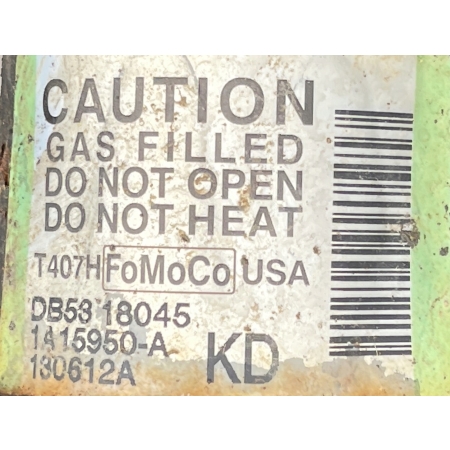 CAUTION
GAS FILLED
DO NOT OPEN
DO NOT HEAT
T407H FoMoCo USA
DB53 18045
1A15950-A
130612A
KD